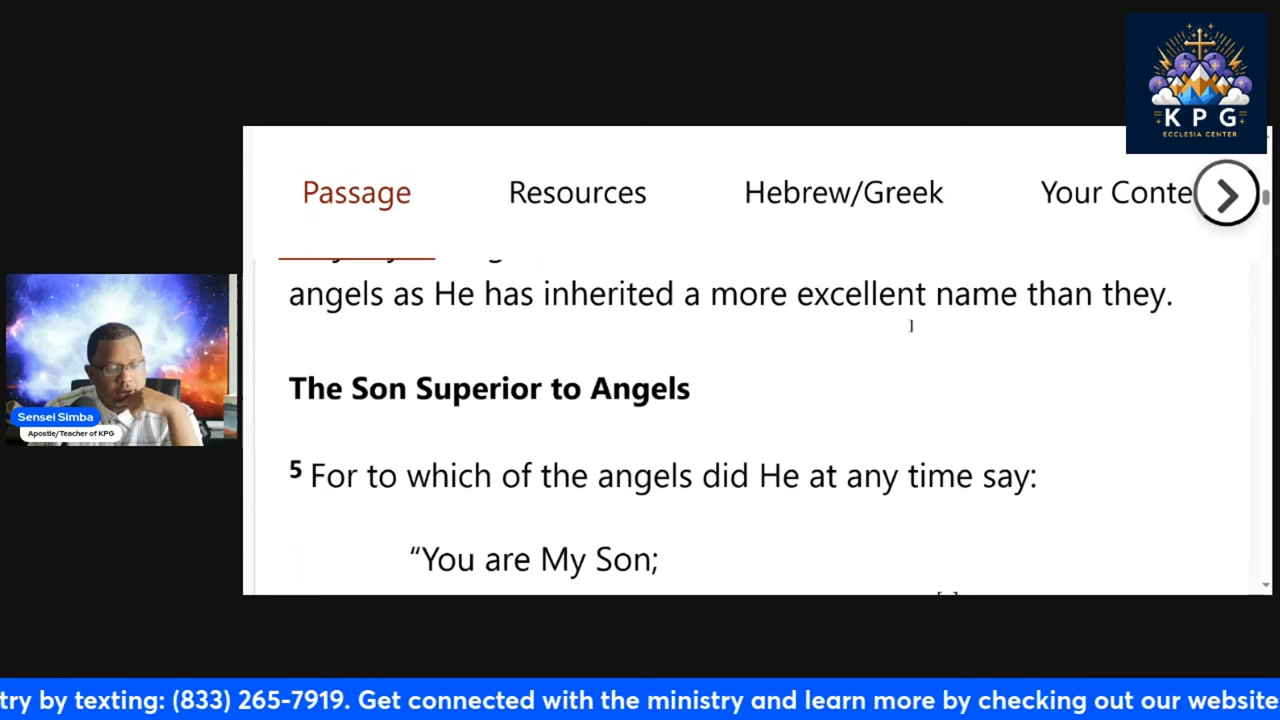 K P G
ECCLESIA CENTER
Passage
Resources
Hebrew/Greek
Your Conte
angels as He has inherited a more excellent name than they.
The Son Superior to Angels
5 For to which of the angels did He at any time say:
“You are My Son;
Sensei Simba
Apostle/Teacher of KPG
try by texting: (833) 265-7919. Get connected with the ministry and learn more by checking out our website